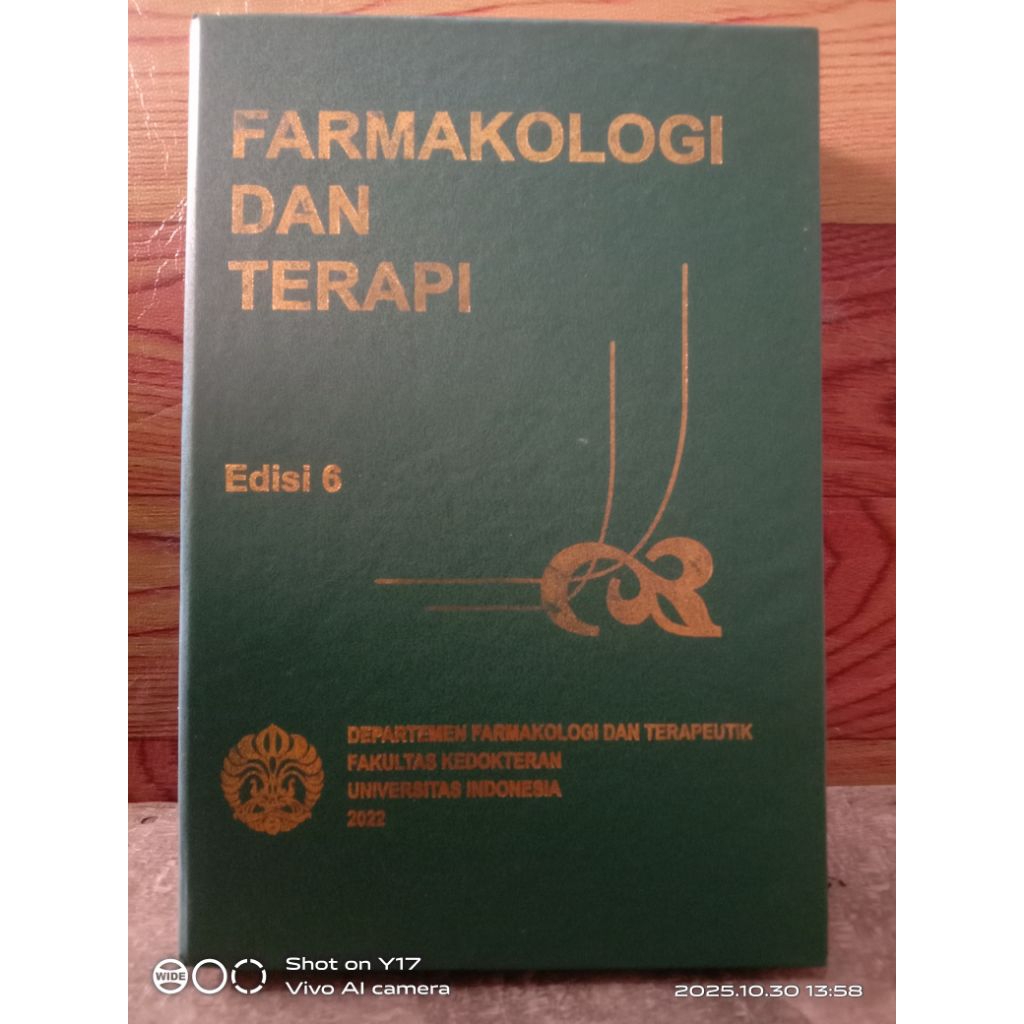 FARMAKOLOGI
DAN
TERAPI
Edisi 6
DEPARTEMEN FARMAKOLOGI DAN TERAPEUTIK
FAKULTAS KEDOKTERAN
UNIVERSITAS INDONESIA
2022
WIDE
Shot on Y17
Vivo AI camera
2025.10.30 13:58